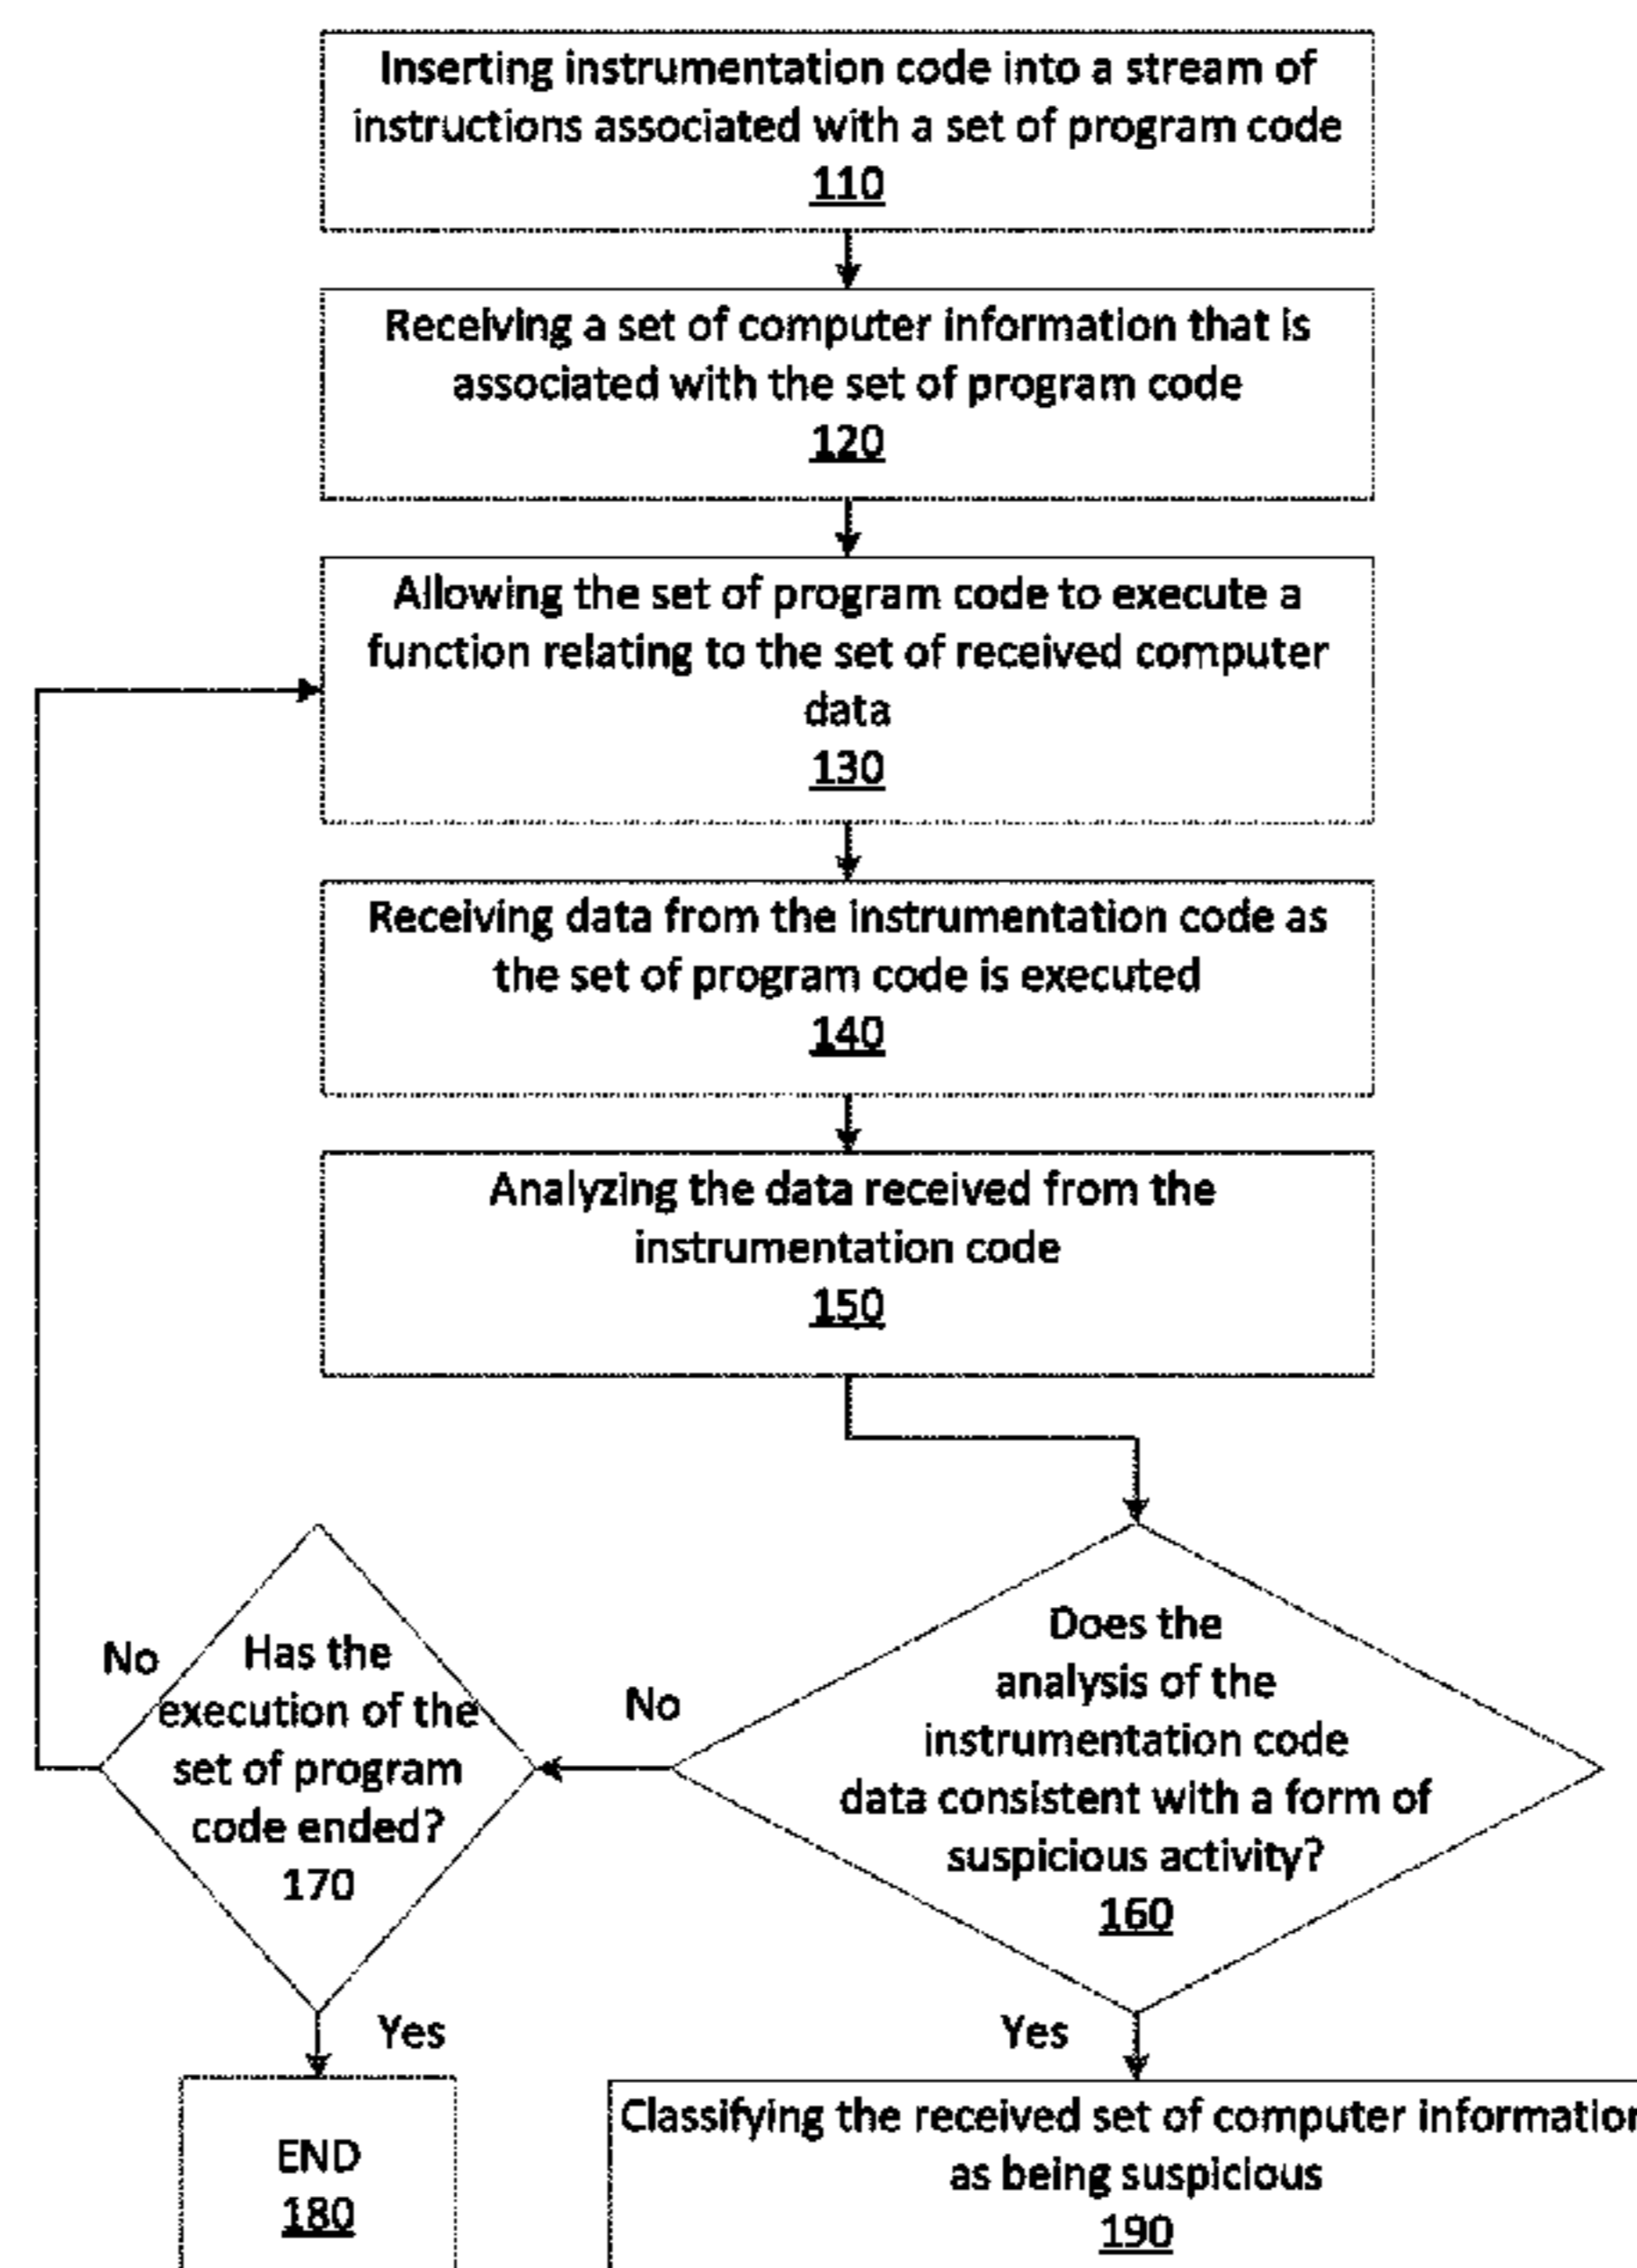 Inserting instrumentation code into a stream of
instructions associated with a set of program code
110
Receiving a set of computer information that is
associated with the set of program code
120
Allowing the set of program code to execute a
function relating to the set of received computer
data
130
Receiving data from the instrumentation code as
the set of program code is executed
140
Analyzing the data received from the
instrumentation code
150
Does the
analysis of the
instrumentation code
data consistent with a form of
suspicious activity?
160
No
Has the
execution of the
set of program
code ended?
170
No
Yes
END
180
Yes
Classifying the received set of computer information
as being suspicious
190